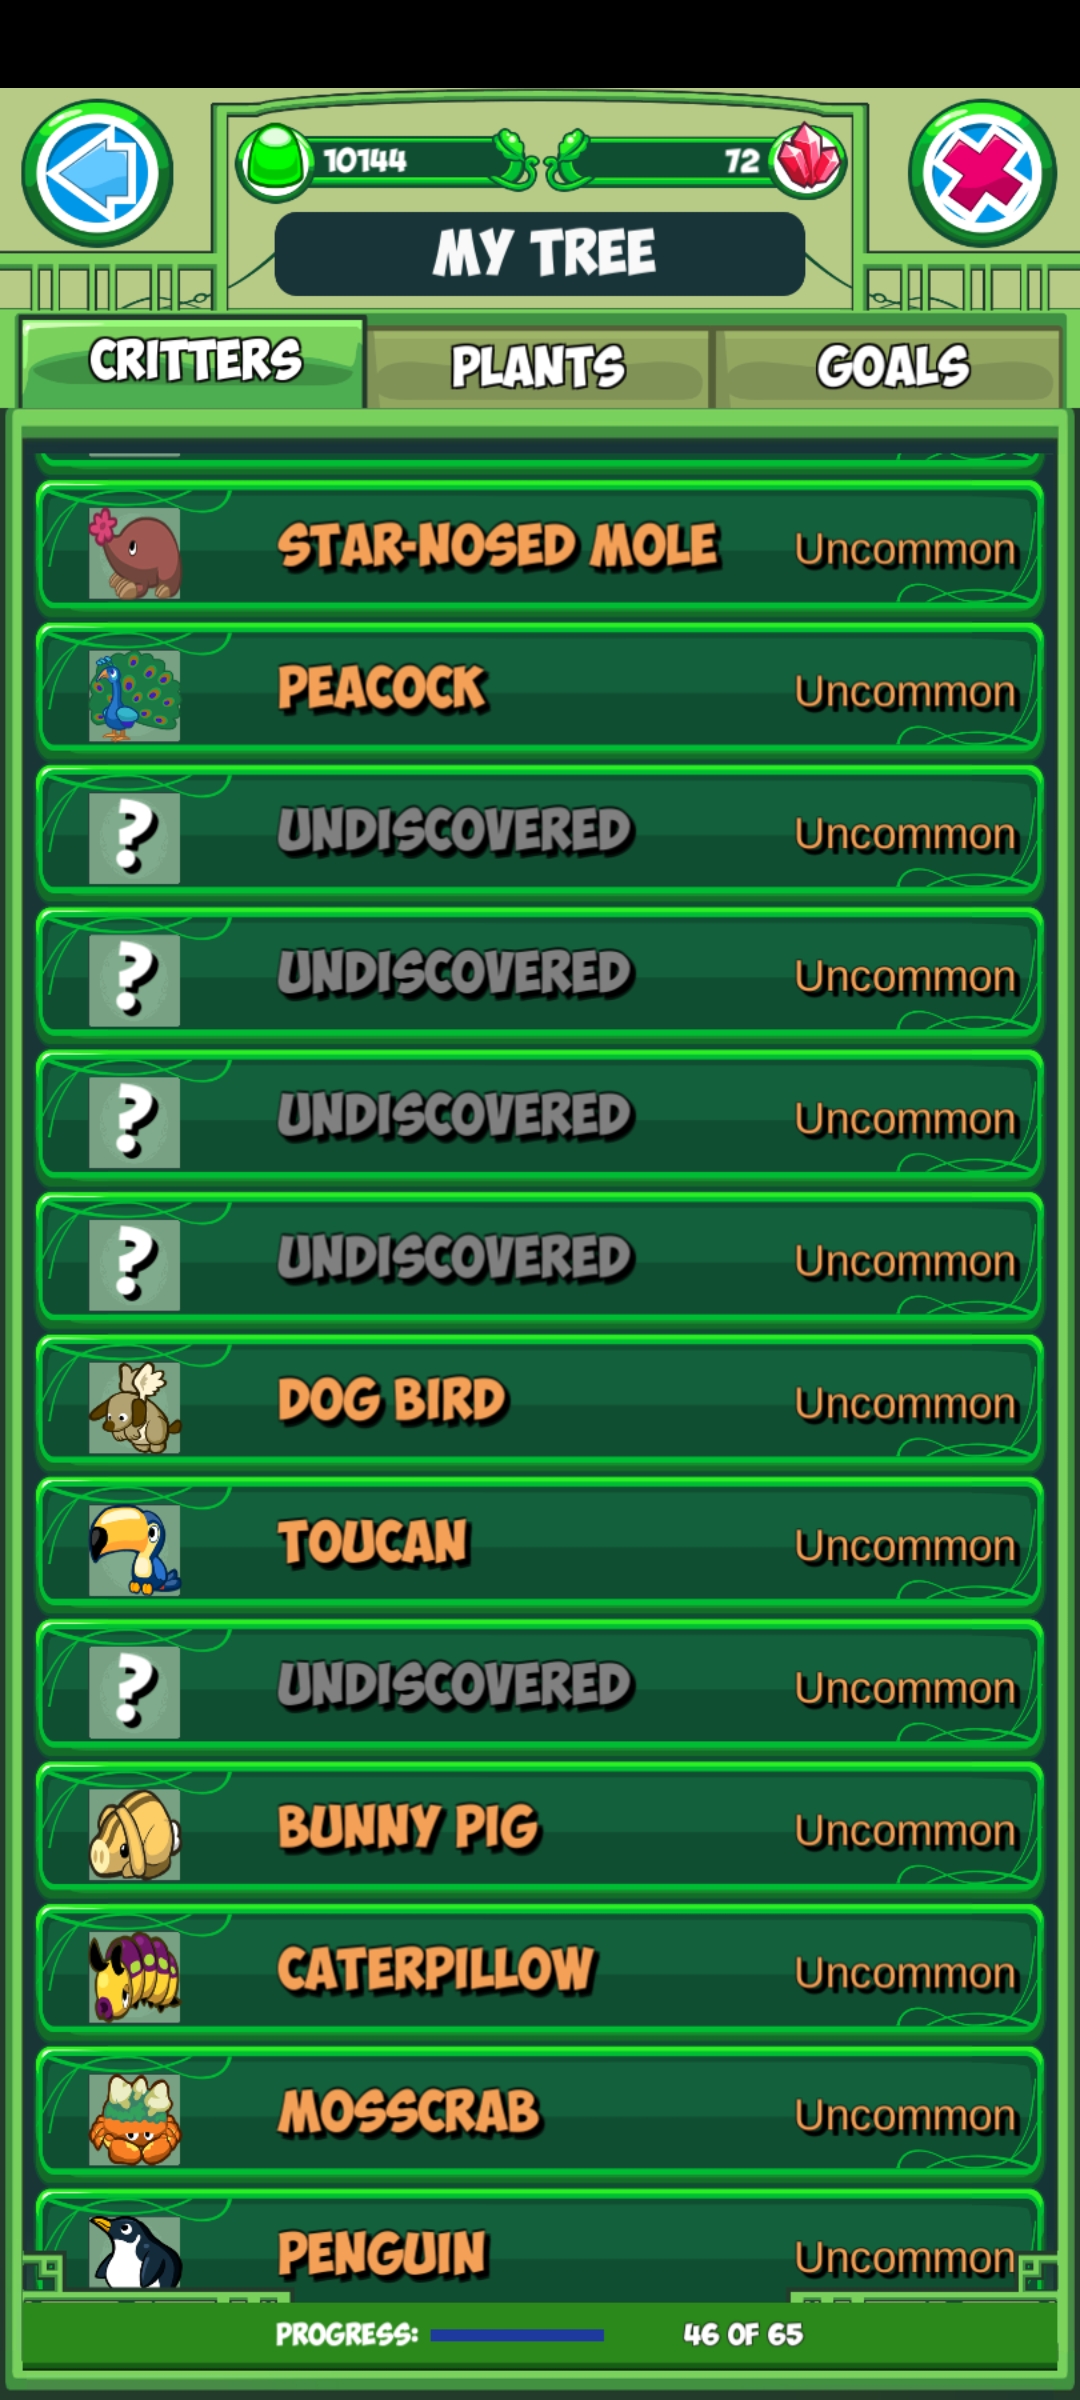 10144
72
MY TREE
CRITTERS
PLANTS
GOALS
STAR-NOSED MOLE Uncommon
PEACOCK Uncommon
? UNDISCOVERED Uncommon
? UNDISCOVERED Uncommon
? UNDISCOVERED Uncommon
? UNDISCOVERED Uncommon
DOG BIRD Uncommon
TOUCAN Uncommon
? UNDISCOVERED Uncommon
BUNNY PIG Uncommon
CATERPILLOW Uncommon
MOSSCRAB Uncommon
PENGUIN Uncommon
PROGRESS: 46 OF 65